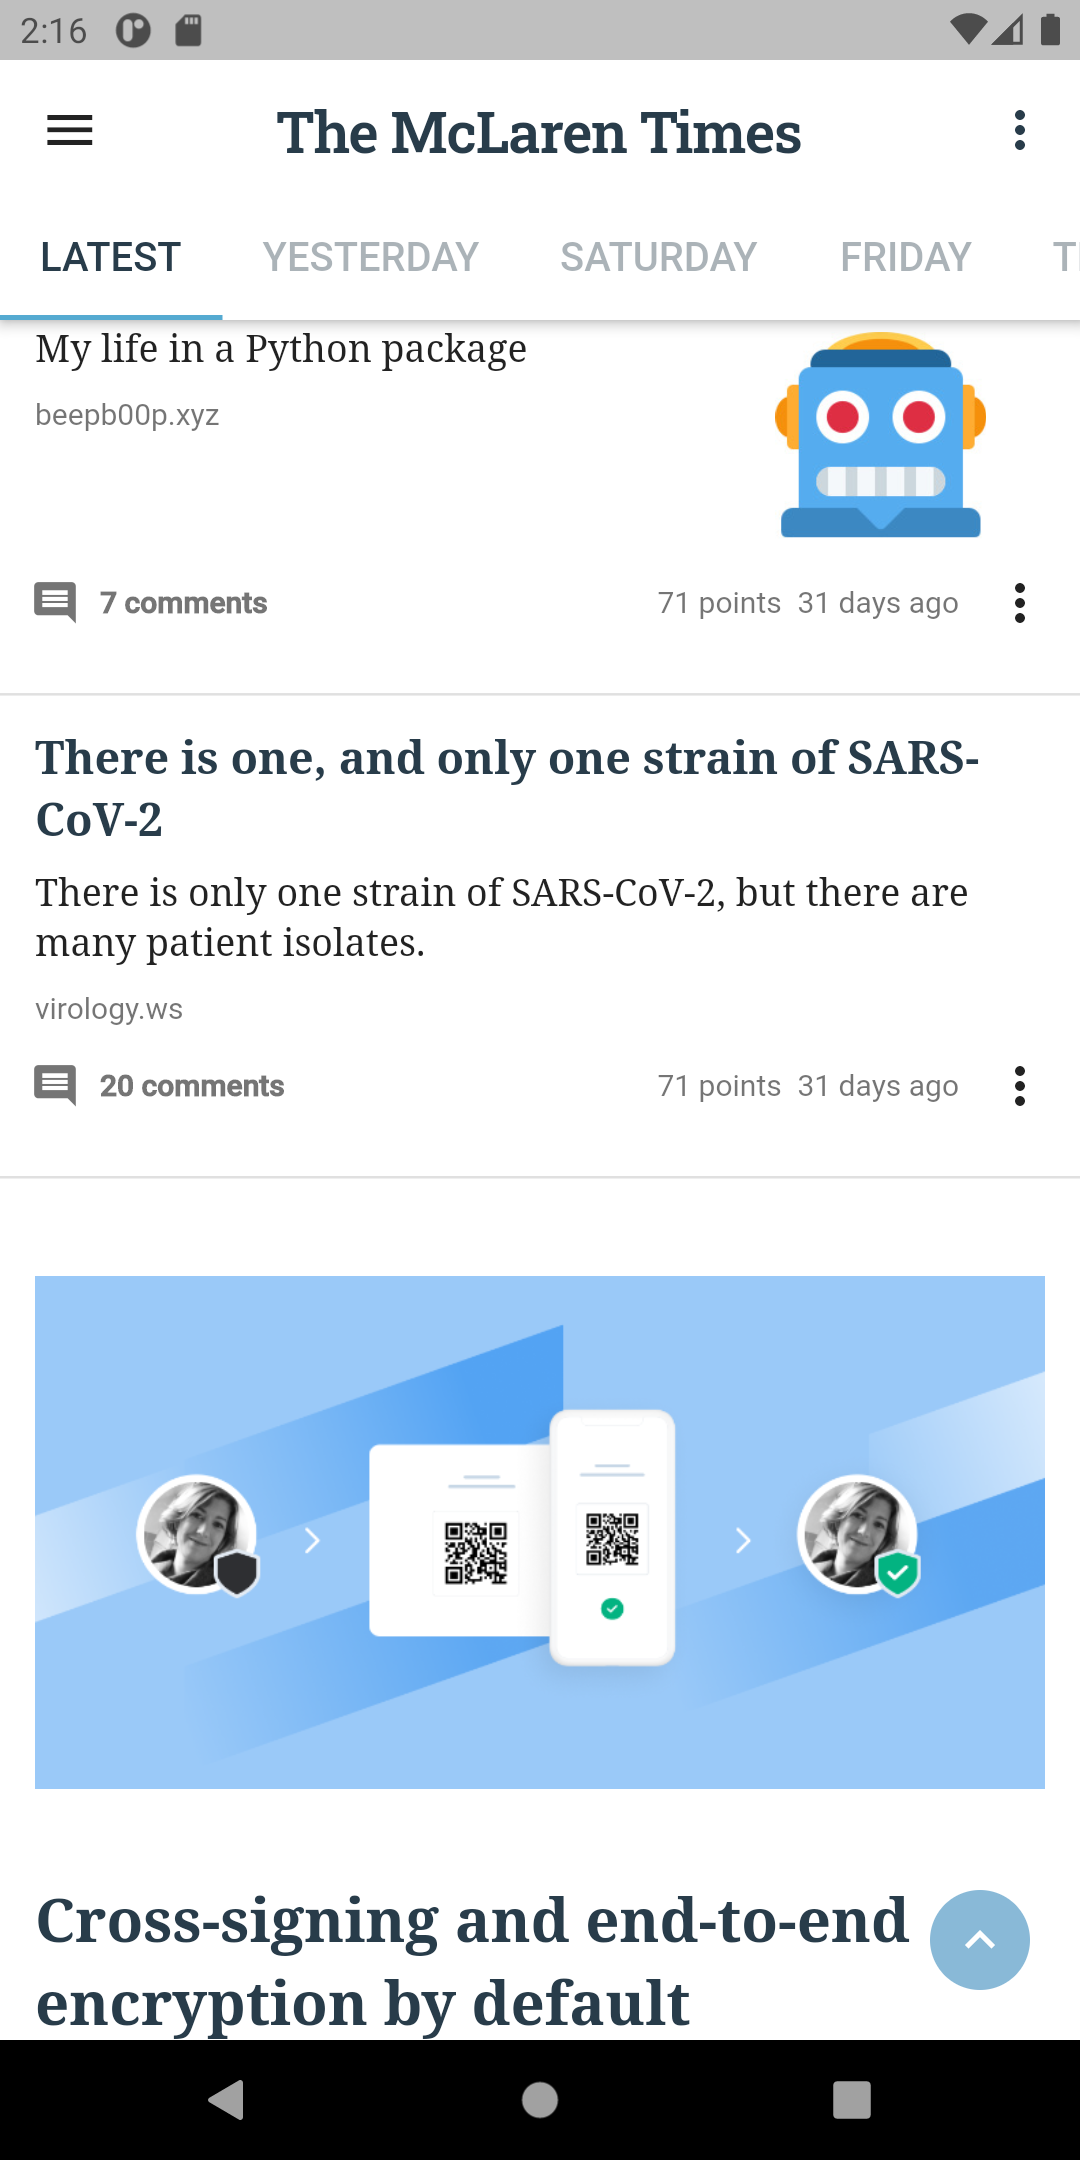 2:16
The McLaren Times
LATEST YESTERDAY SATURDAY FRIDAY
My life in a Python package
beepb00p.xyz
7 comments 71 points 31 days ago
There is one, and only one strain of SARS-
CoV-2
There is only one strain of SARS-CoV-2, but there are
many patient isolates.
virology.ws
20 comments 71 points 31 days ago
Cross-signing and end-to-end
encryption by default